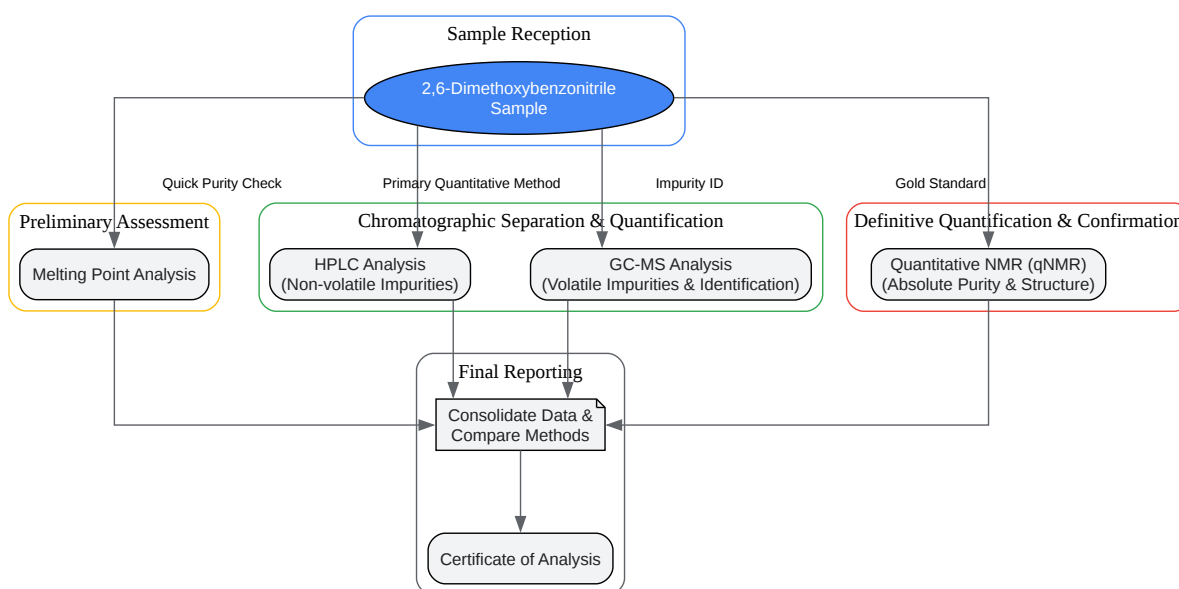 Sample Reception
2,6-Dimethoxybenzonitrile
Sample
Quick Purity Check
Primary Quantitative Method
Impurity ID
Gold Standard
Preliminary Assessment
Melting Point Analysis
Chromatographic Separation & Quantification
HPLC Analysis
(Non-volatile Impurities)
GC-MS Analysis
(Volatile Impurities & Identification)
Definitive Quantification & Confirmation
Quantitative NMR (qNMR)
(Absolute Purity & Structure)
Final Reporting
Consolidate Data &
Compare Methods
Certificate of Analysis